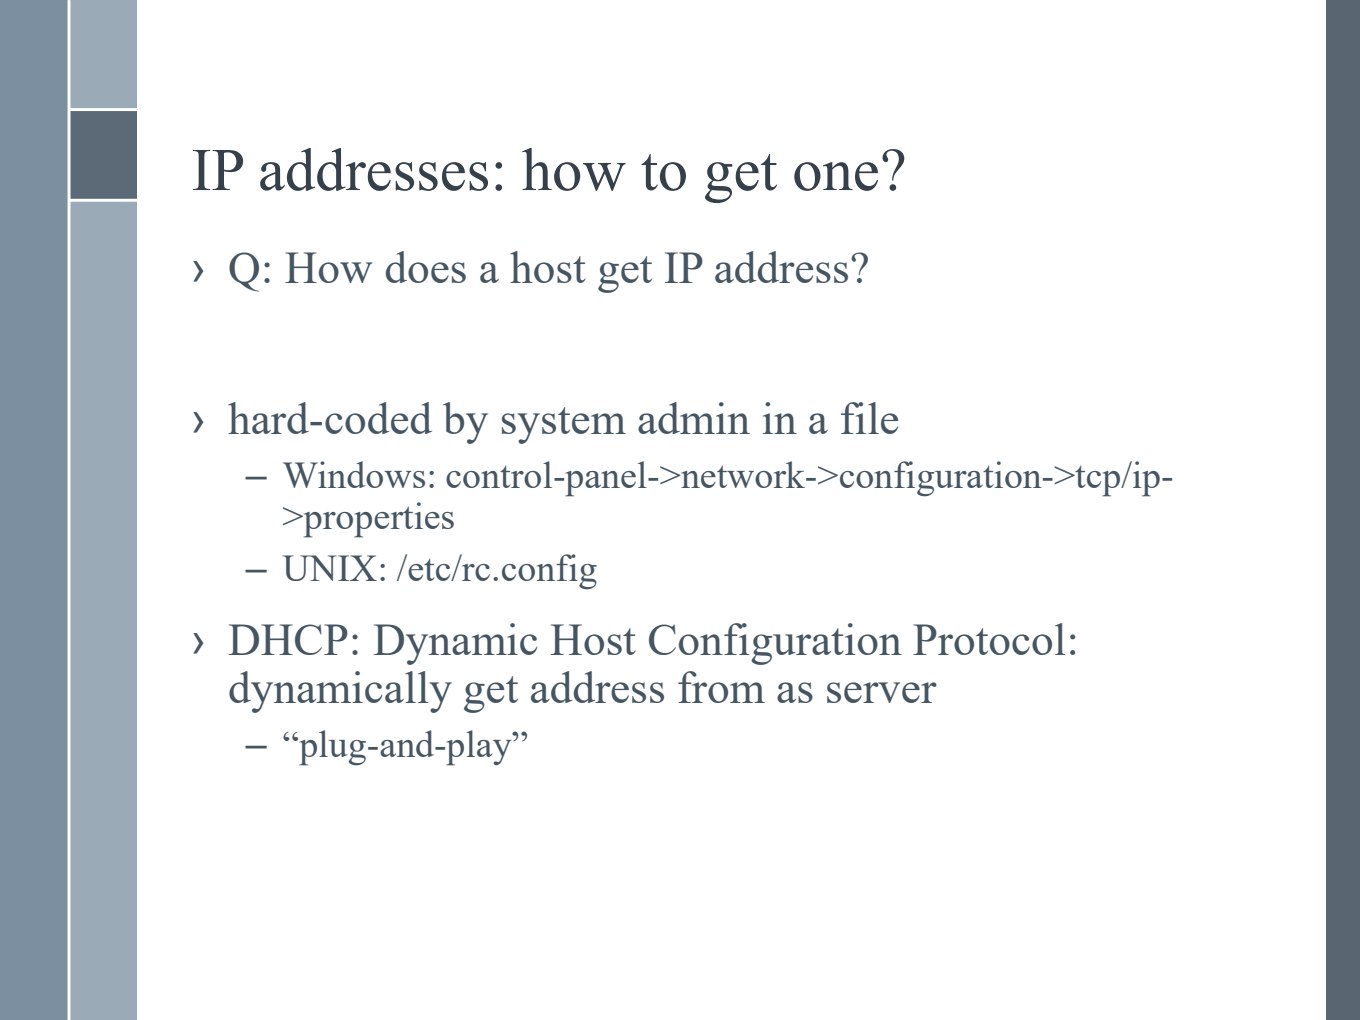 IP addresses: how to get one?
› Q: How does a host get IP address?
› hard-coded by system admin in a file
– Windows: control-panel->network->configuration->tcp/ip-
>properties
– UNIX: /etc/rc.config
› DHCP: Dynamic Host Configuration Protocol:
dynamically get address from as server
– “plug-and-play”